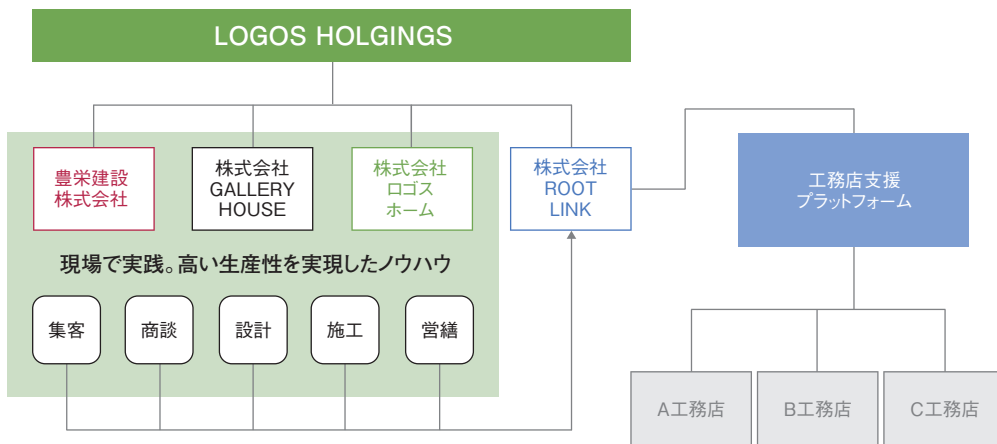 LOGOS HOLGINGS
豊栄建設
株式会社
株式会社
GALLERY
HOUSE
株式会社
ロゴス
ホーム
株式会社
ROOT
LINK
工務店支援
プラットフォーム
現場で実践。高い生産性を実現したノウハウ
集客
商談
設計
施工
営繕
A工務店
B工務店
C工務店